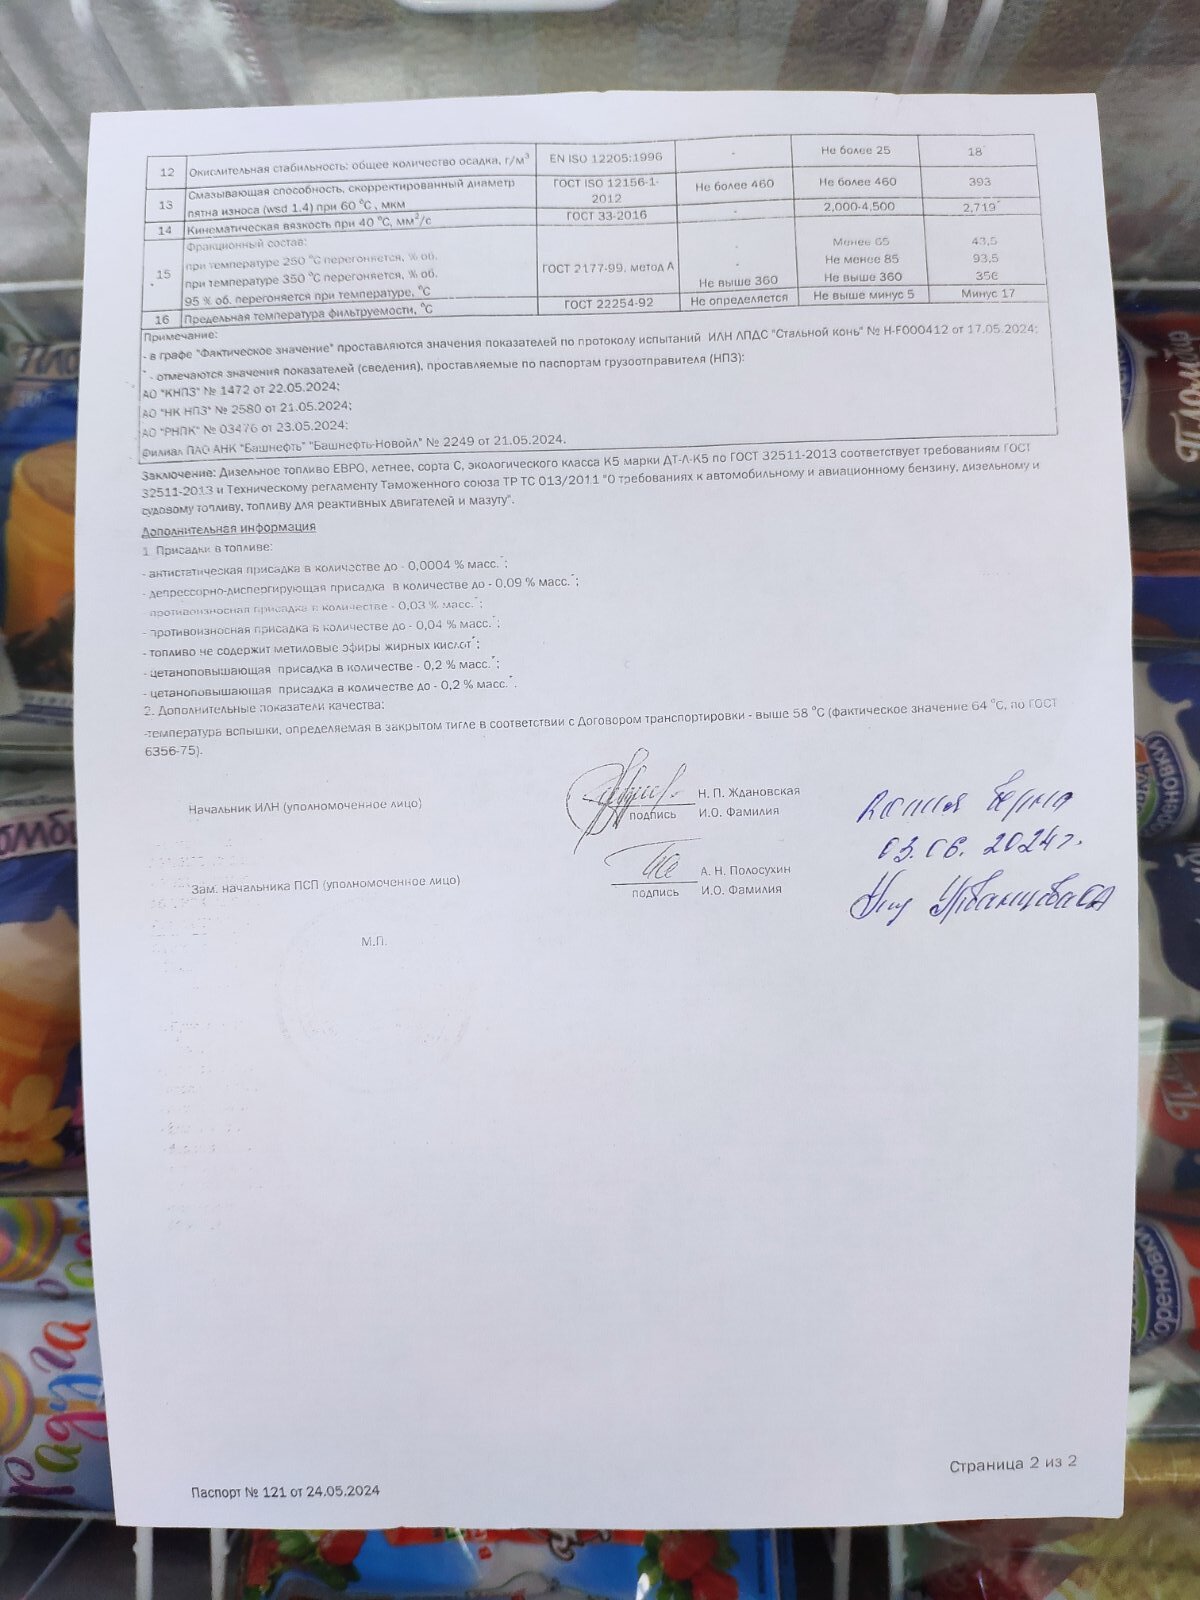 12 Окислительная стабильность: общее количество осадка, г/м³ EN ISO 12205:1996 - Не более 25 18*
13 Смазывающая способность, скорректированный диаметр пятна износа (wsd 1,4) при 60 °С , мкм ГОСТ ISO 12156-1-2012 Не более 460 Не более 460 393
14 Кинематическая вязкость при 40 °С, мм²/с ГОСТ 33-2016 - 2,000-4,500 2,719*
15 Фракционный состав: ГОСТ 2177-99, метод А
при температуре 250 °С перегоняется, % об. - Менее 65 43,5
при температуре 350 °С перегоняется, % об. - Не менее 85 93,5
95 % об. перегоняется при температуре, °С Не выше 360 Не выше 360 356
16 Предельная температура фильтруемости, °С ГОСТ 22254-92 Не определяется Не выше минус 5 Минус 17
Примечание:
- в графе "Фактическое значение" проставляются значения показателей по протоколу испытаний ИЛН ЛПДС "Стальной конь" № H-F000412 от 17.05.2024;
* - отмечаются значения показателей (сведения), проставляемые по паспортам грузоотправителя (НПЗ):
АО "КНПЗ" № 1472 от 22.05.2024;
АО "НК НПЗ" № 2580 от 21.05.2024;
АО "РНПК" № 03476 от 23.05.2024;
Филиал ПАО АНК "Башнефть" "Башнефть-Новойл" № 2249 от 21.05.2024.
Заключение: Дизельное топливо ЕВРО, летнее, сорта С, экологического класса К5 марки ДТ-Л-К5 по ГОСТ 32511-2013 соответствует требованиям ГОСТ
32511-2013 и Техническому регламенту Таможенного союза ТР ТС 013/2011 "О требованиях к автомобильному и авиационному бензину, дизельному и
судовому топливу, топливу для реактивных двигателей и мазуту".
Дополнительная информация
1. Присадки в топливе:
- антистатическая присадка в количестве до - 0,0004 % масс.*;
- депрессорно-диспергирующая присадка в количестве до - 0,09 % масс.*;
- противоизносная присадка в количестве - 0,03 % масс.*;
- противоизносная присадка в количестве до - 0,04 % масс.*;
- топливо не содержит метиловые эфиры жирных кислот*;
- цетаноповышающая присадка в количестве - 0,2 % масс.*;
- цетаноповышающая присадка в количестве до - 0,2 % масс.*.
2. Дополнительные показатели качества:
-температура вспышки, определяемая в закрытом тигле в соответствии с Договором транспортировки - выше 58 °С (фактическое значение 64 °С, по ГОСТ
6356-75).
Начальник ИЛН (уполномоченное лицо) Н. П. Ждановская
подпись И.О. Фамилия
Копия верна
03.06.2024г.
Зам. начальника ПСП (уполномоченное лицо) А. Н. Полосухин
подпись И.О. Фамилия
М.П.
Страница 2 из 2
Паспорт № 121 от 24.05.2024
Пломбир
Кореновки
Радуга